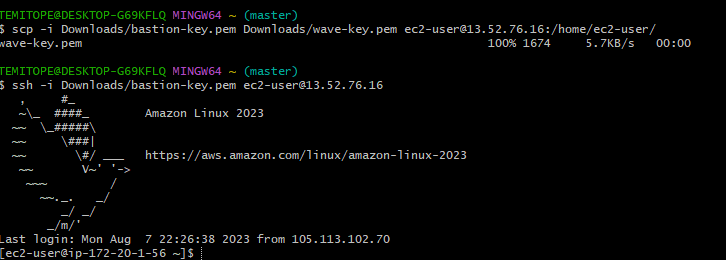 TEMITOPE@DESKTOP-G69KFLQ MINGW64 ~ (master)
$ scp -i Downloads/bastion-key.pem Downloads/wave-key.pem ec2-user@13.52.76.16:/home/ec2-user/
wave-key.pem 100% 1674 5.7KB/s 00:00
TEMITOPE@DESKTOP-G69KFLQ MINGW64 ~ (master)
$ ssh -i Downloads/bastion-key.pem ec2-user@13.52.76.16
   ,     #_
   ~\_  ####_        Amazon Linux 2023
  ~~  \_#####\
  ~~     \###|
  ~~       \#/ ___   https://aws.amazon.com/linux/amazon-linux-2023
   ~~       V~' '->
    ~~~         /
      ~~._.   _/
         _/ _/
       _/m/'
Last login: Mon Aug  7 22:26:38 2023 from 105.113.102.70
[ec2-user@ip-172-20-1-56 ~]$